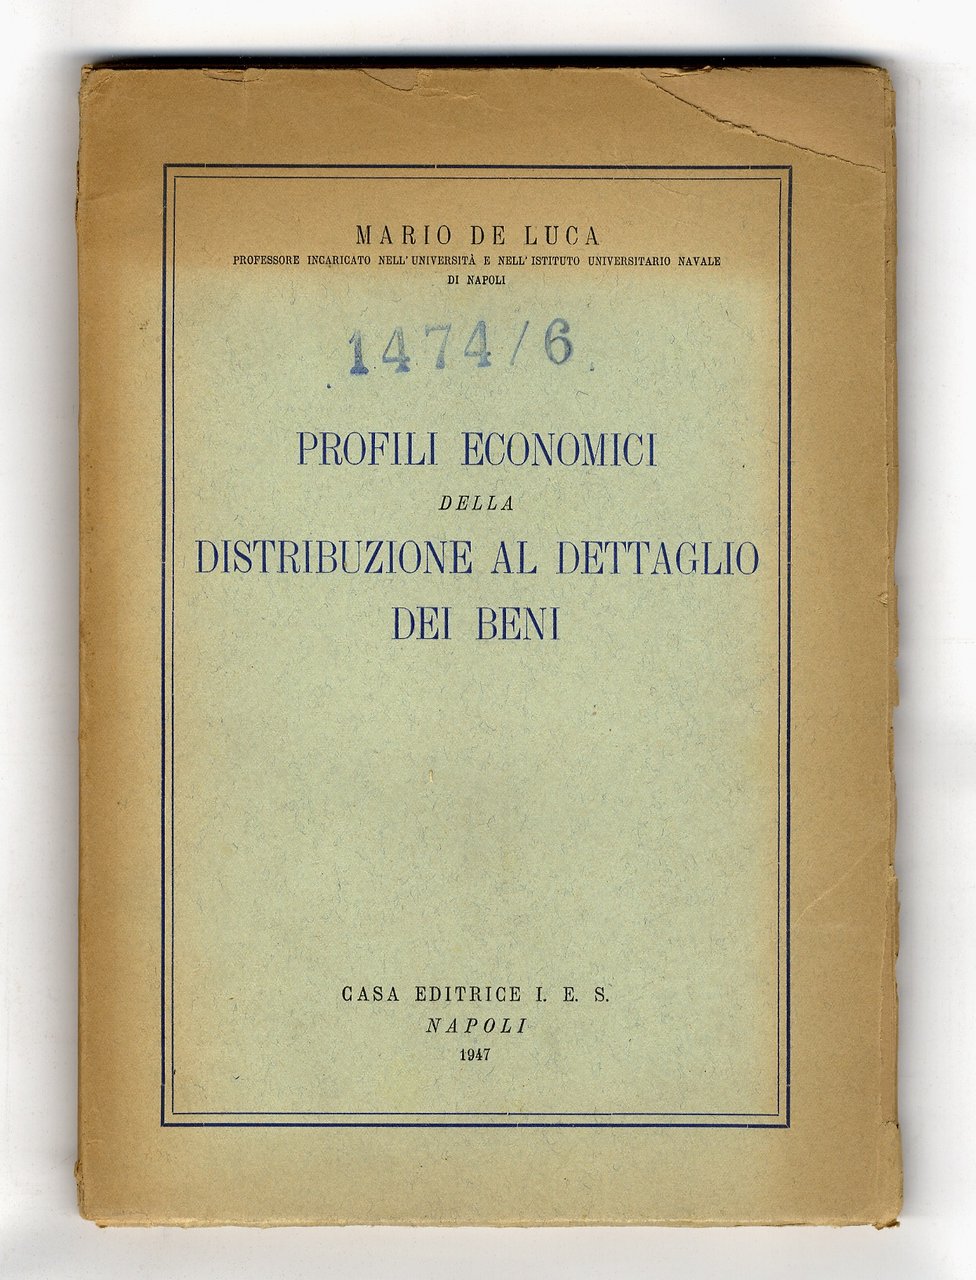 MARIO DE LUCA
PROFESSORE INCARICATO NELL'UNIVERSITÀ E NELL'ISTITUTO UNIVERSITARIO NAVALE
DI NAPOLI
1474/6
PROFILI ECONOMICI
DELLA
DISTRIBUZIONE AL DETTAGLIO
DEI BENI
CASA EDITRICE I. E. S.
NAPOLI
1947